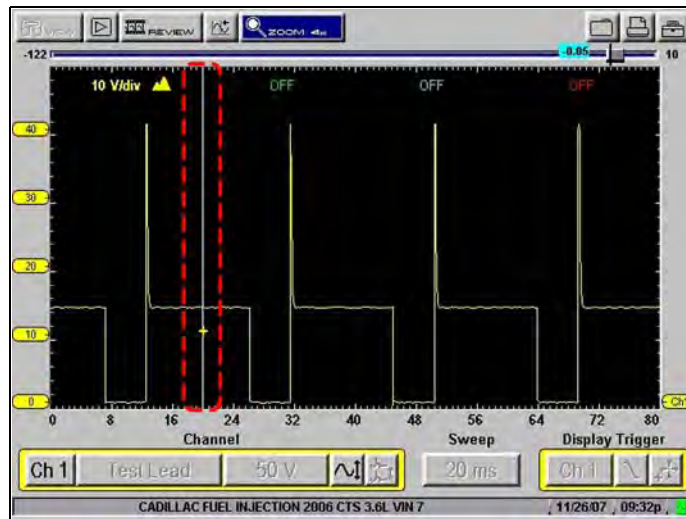 VIEW REVIEW ZOOM 4x
-122 -0.05 10
10 V/div OFF OFF OFF
40
30
20
10
0 Ch1
0 8 16 24 32 40 48 56 64 72 80
Channel Sweep Display Trigger
Ch 1 Test Lead 50 V 20 ms Ch 1
CADILLAC FUEL INJECTION 2006 CTS 3.6L VIN 7 , 11/26/07 , 09:32p ,